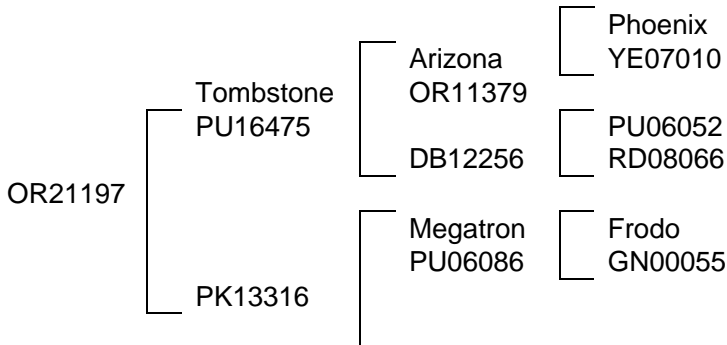 Phoenix
YE07010
Arizona
OR11379
Tombstone
PU16475
PU06052
DB12256
RD08066
OR21197
Megatron
PU06086
Frodo
GN00055
PK13316